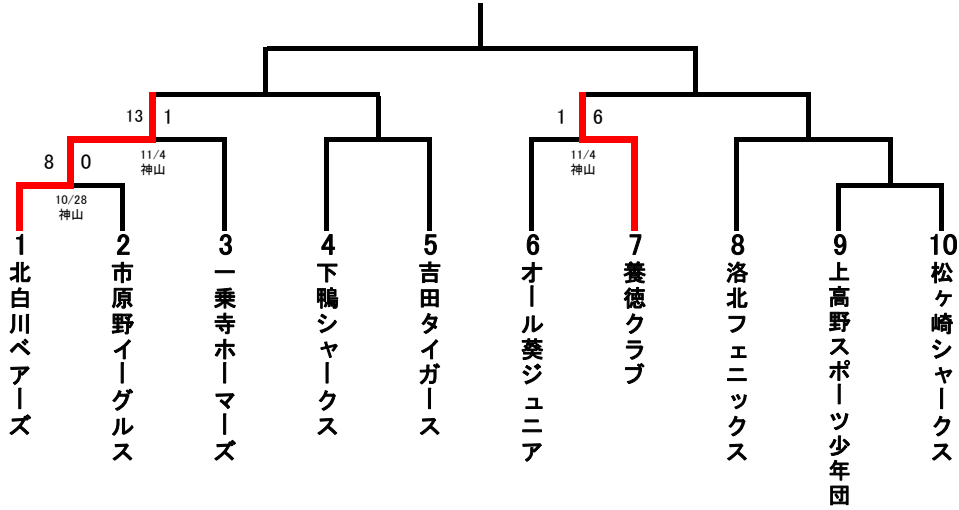 13 1
1 6
8 0
11/4
神山
11/4
神山
10/28
神山
1 北白川ベアーズ
2 市原野イーグルス
3 一乗寺ホーマーズ
4 下鴨シャークス
5 吉田タイガース
6 オール葵ジュニア
7 養徳クラブ
8 洛北フェニックス
9 上高野スポーツ少年団
10 松ヶ崎シャークス